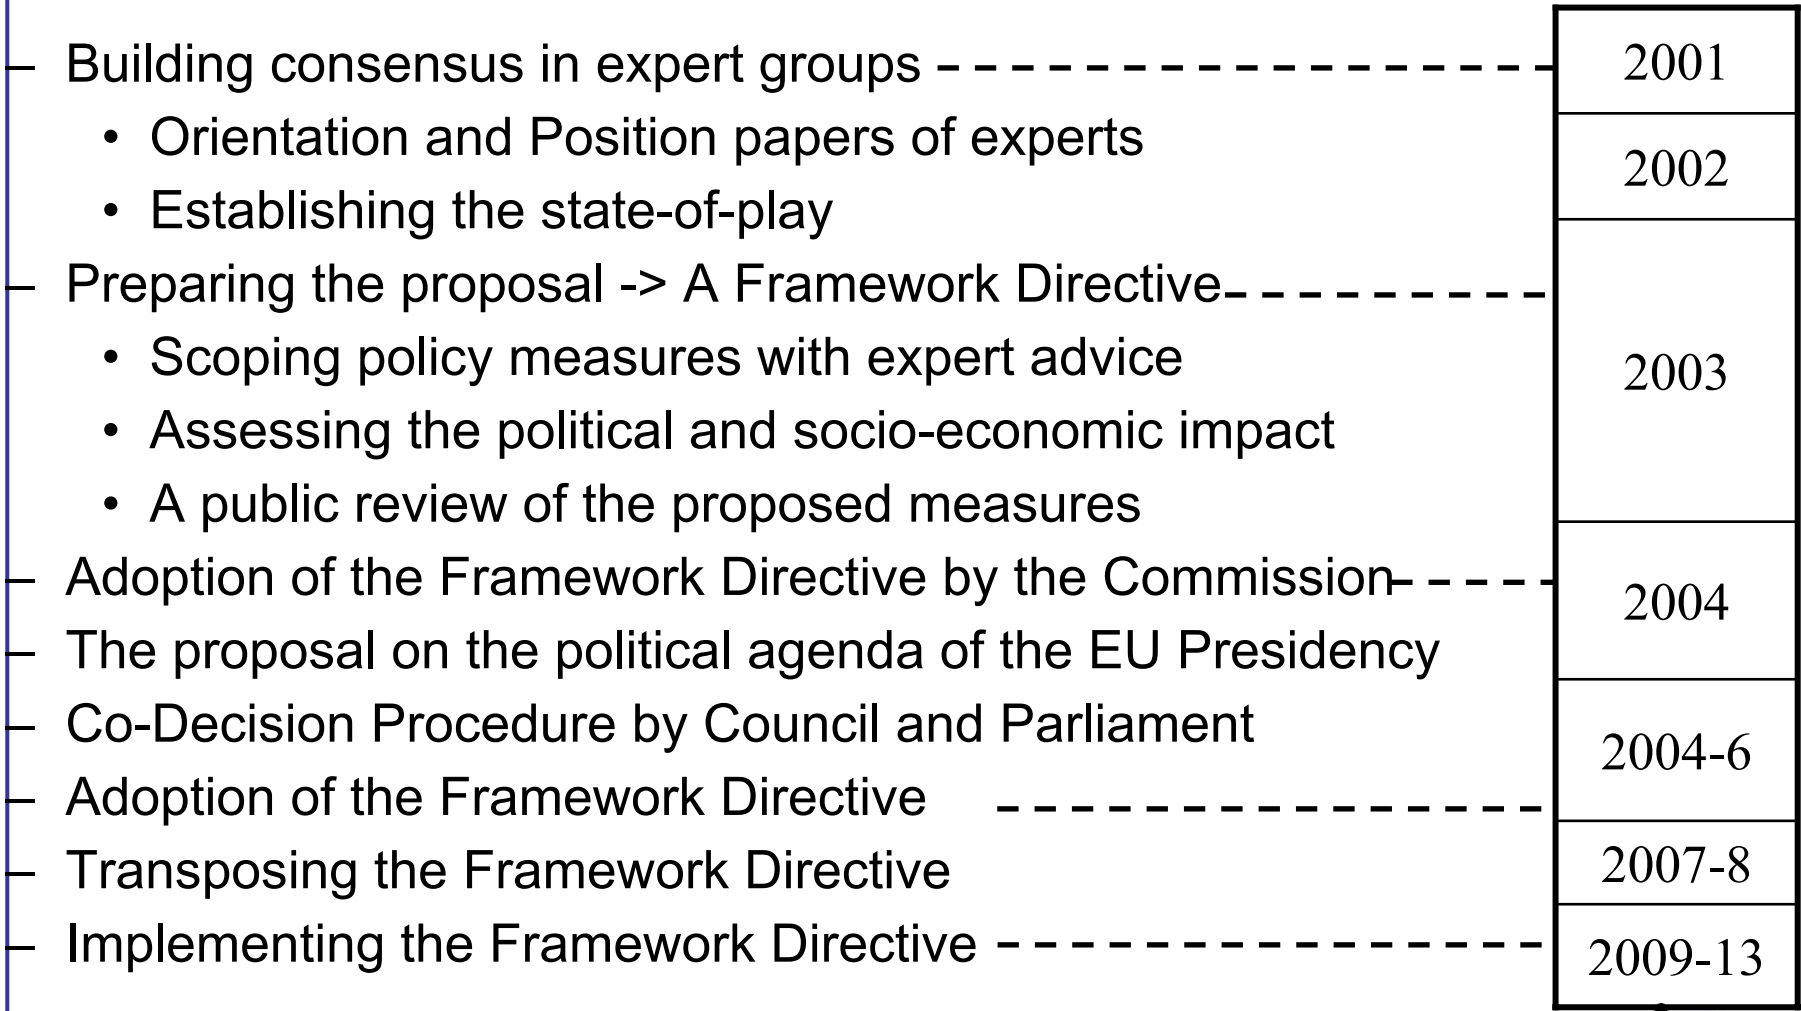 – Building consensus in expert groups
2001
• Orientation and Position papers of experts
2002
• Establishing the state-of-play
– Preparing the proposal -> A Framework Directive
• Scoping policy measures with expert advice
2003
• Assessing the political and socio-economic impact
• A public review of the proposed measures
– Adoption of the Framework Directive by the Commission
2004
– The proposal on the political agenda of the EU Presidency
– Co-Decision Procedure by Council and Parliament
2004-6
– Adoption of the Framework Directive
– Transposing the Framework Directive
2007-8
– Implementing the Framework Directive
2009-13